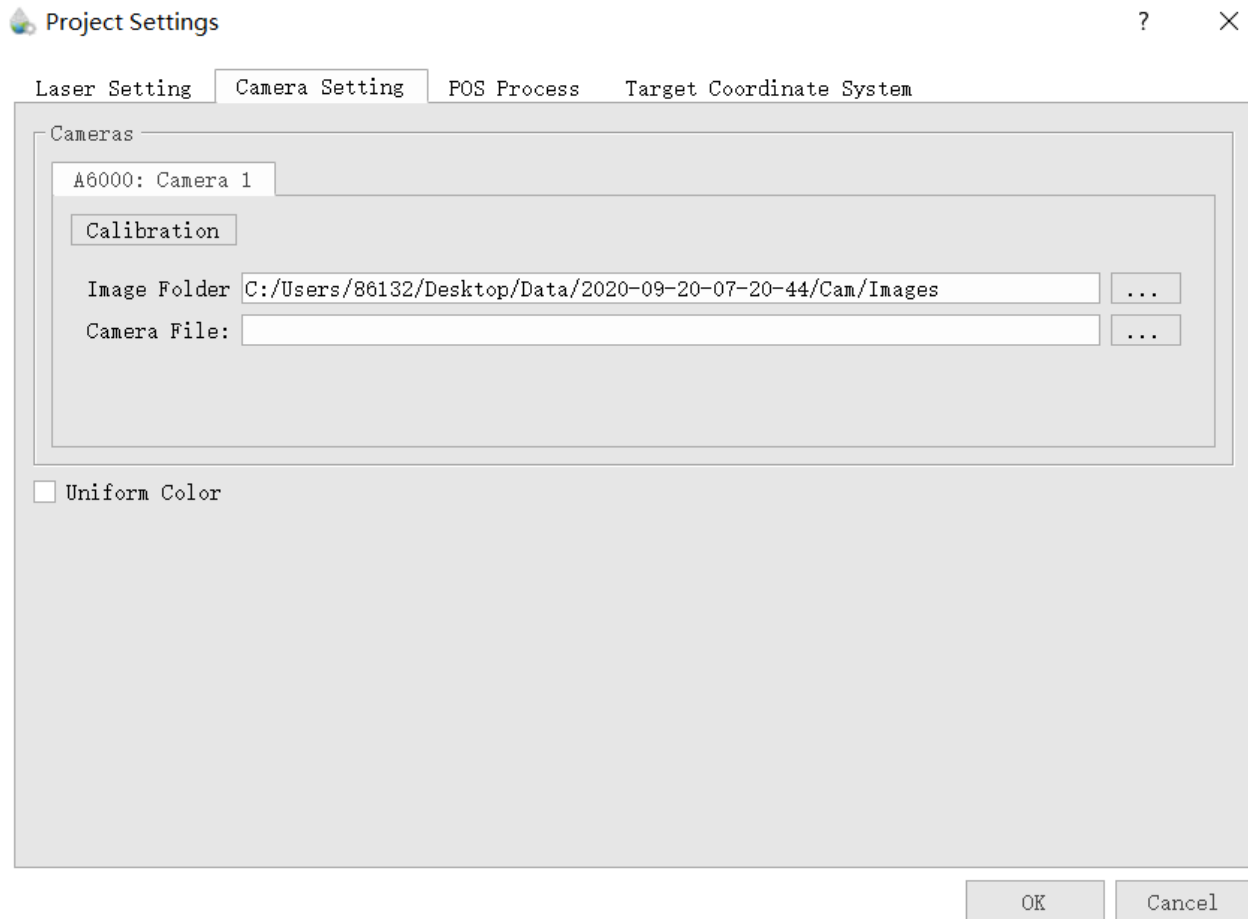 Project Settings
?
Laser Setting Camera Setting POS Process Target Coordinate System
Cameras
A6000: Camera 1
Calibration
Image Folder C:/Users/86132/Desktop/Data/2020-09-20-07-20-44/Cam/Images ...
Camera File: ...
Uniform Color
OK Cancel